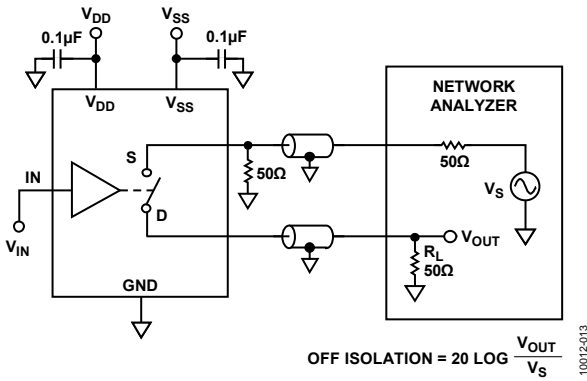 VDD
VSS
0.1µF
0.1µF
VDD
VSS
NETWORK
ANALYZER
S
50Ω
50Ω
IN
VS
D
VIN
VOUT
RL
50Ω
GND
OFF ISOLATION = 20 LOG VOUT
VS
10012-013